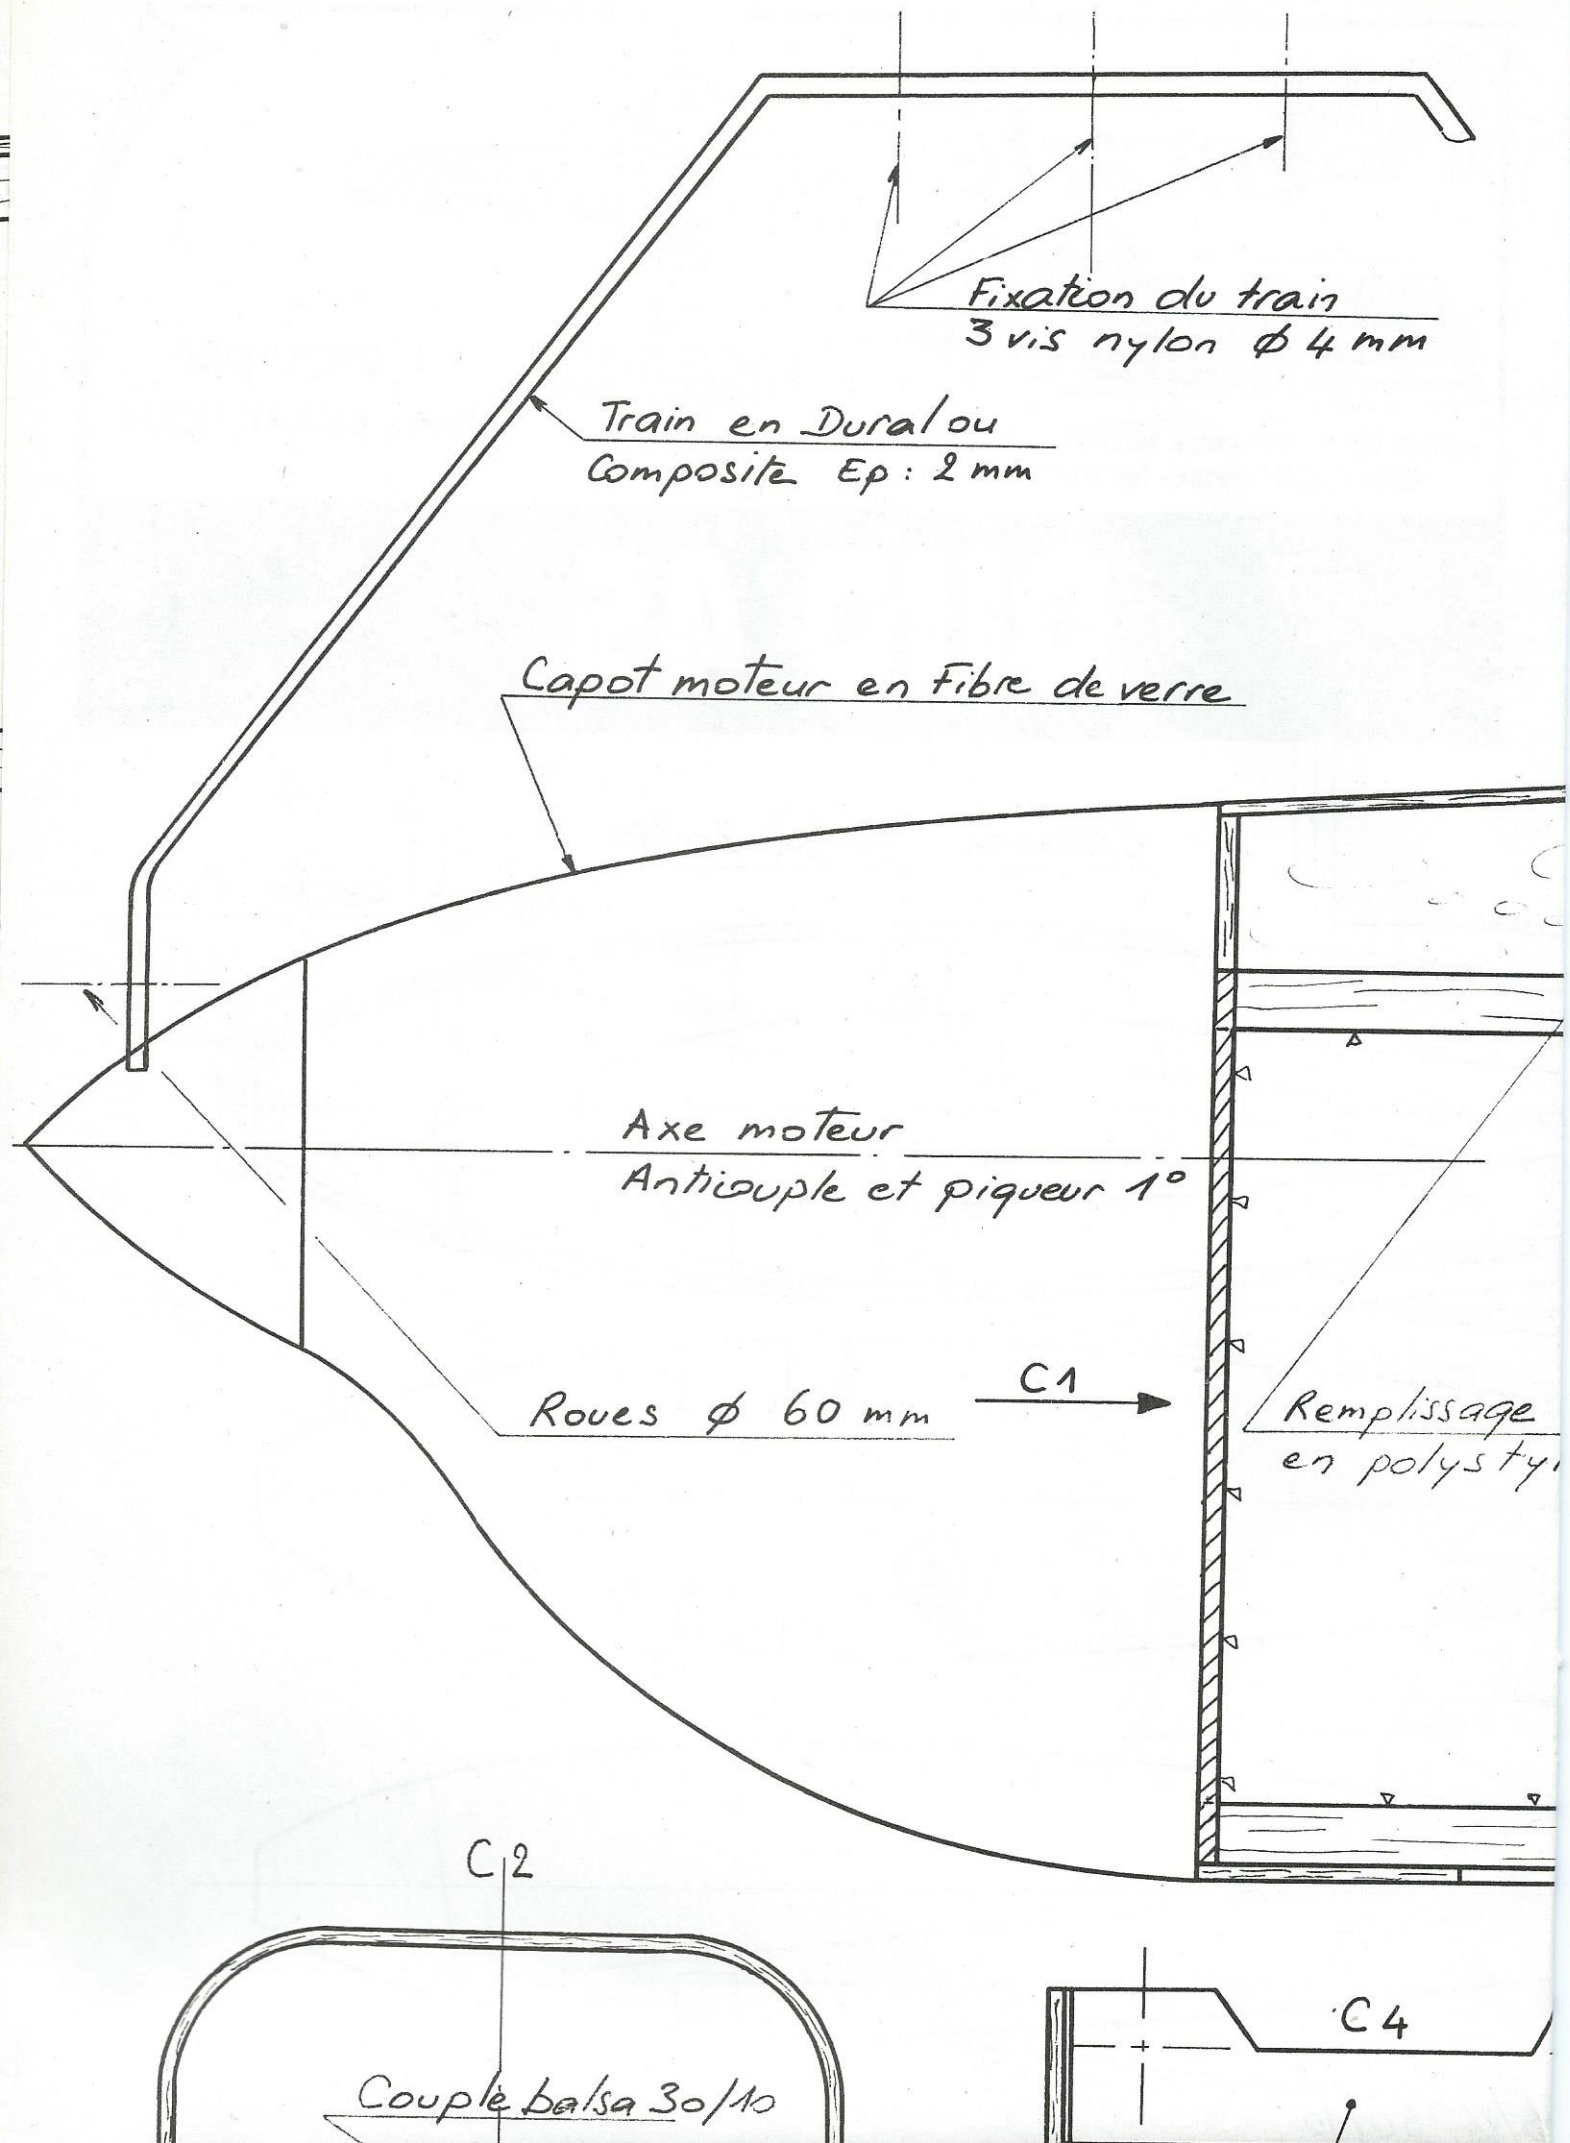 Fixation du train
3 vis nylon ϕ 4 mm
Train en Dural ou
Composite Ep : 2 mm
Capot moteur en Fibre de verre
Axe moteur
Anticouple et piqueur 1°
C1
Roues ϕ 60 mm
Remplissage
en
C2
C4
Couple balsa 30/10